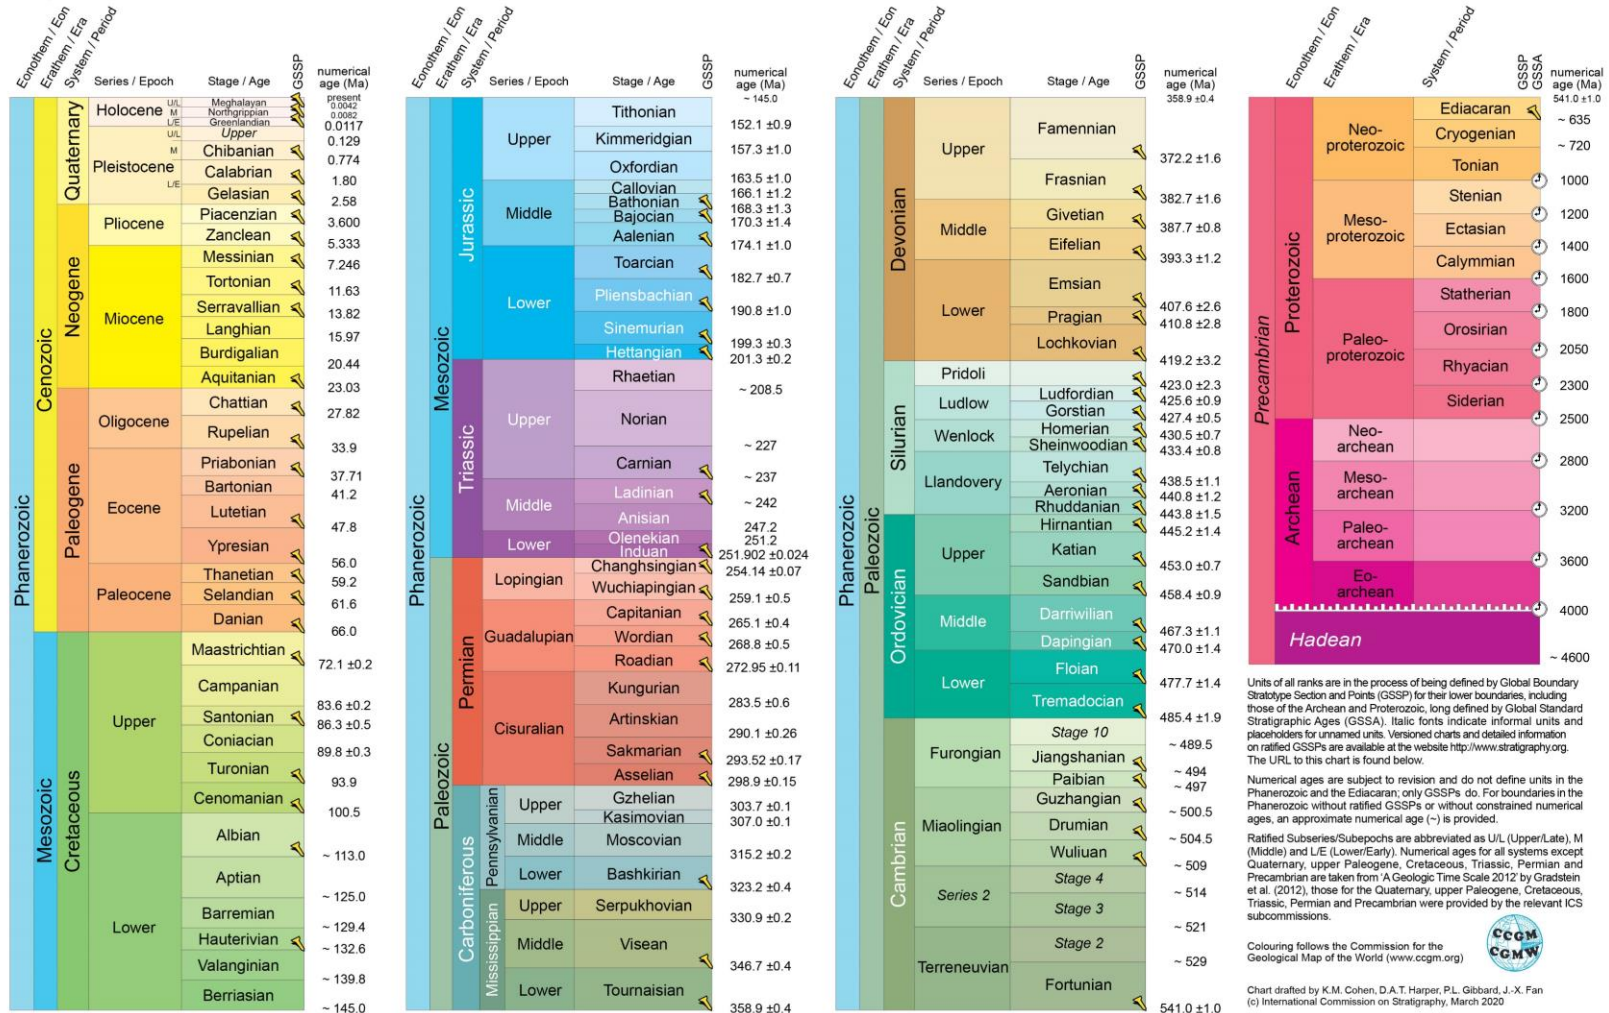 Eonothem / Eon
Erathem / Era
System / Period
Series / Epoch
Stage / Age
GSSP
numerical
age (Ma)
Phanerozoic
Cenozoic
Mesozoic
Quaternary
Neogene
Paleogene
Cretaceous
Holocene
U/L
M
L/E
Pleistocene
U/L
M
L/E
Pliocene
Miocene
Oligocene
Eocene
Paleocene
Upper
Lower
Meghalayan
Northgrippian
Greenlandian
Upper
Chibanian
Calabrian
Gelasian
Piacenzian
Zanclean
Messinian
Tortonian
Serravallian
Langhian
Burdigalian
Aquitanian
Chattian
Rupelian
Priabonian
Bartonian
Lutetian
Ypresian
Thanetian
Selandian
Danian
Maastrichtian
Campanian
Santonian
Coniacian
Turonian
Cenomanian
Albian
Aptian
Barremian
Hauterivian
Valanginian
Berriasian
present
0.0042
0.0082
0.0117
0.129
0.774
1.80
2.58
3.600
5.333
7.246
11.63
13.82
15.97
20.44
23.03
27.82
33.9
37.71
41.2
47.8
56.0
59.2
61.6
66.0
72.1 ±0.2
83.6 ±0.2
86.3 ±0.5
89.8 ±0.3
93.9
100.5
~ 113.0
~ 125.0
~ 129.4
~ 132.6
~ 139.8
~ 145.0
Eonothem / Eon
Erathem / Era
System / Period
Series / Epoch
Stage / Age
GSSP
numerical
age (Ma)
Phanerozoic
Mesozoic
Paleozoic
Jurassic
Triassic
Permian
Carboniferous
Pennsylvanian
Mississippian
Upper
Middle
Lower
Upper
Middle
Lower
Lopingian
Guadalupian
Cisuralian
Upper
Middle
Lower
Upper
Middle
Lower
Tithonian
Kimmeridgian
Oxfordian
Callovian
Bathonian
Bajocian
Aalenian
Toarcian
Pliensbachian
Sinemurian
Hettangian
Rhaetian
Norian
Carnian
Ladinian
Anisian
Olenekian
Induan
Changhsingian
Wuchiapingian
Capitanian
Wordian
Roadian
Kungurian
Artinskian
Sakmarian
Asselian
Gzhelian
Kasimovian
Moscovian
Bashkirian
Serpukhovian
Visean
Tournaisian
~ 145.0
152.1 ±0.9
157.3 ±1.0
163.5 ±1.0
166.1 ±1.2
168.3 ±1.3
170.3 ±1.4
174.1 ±1.0
182.7 ±0.7
190.8 ±1.0
199.3 ±0.3
201.3 ±0.2
~ 208.5
~ 227
~ 237
~ 242
247.2
251.2
251.902 ±0.024
254.14 ±0.07
259.1 ±0.5
265.1 ±0.4
268.8 ±0.5
272.95 ±0.11
283.5 ±0.6
290.1 ±0.26
293.52 ±0.17
298.9 ±0.15
303.7 ±0.1
307.0 ±0.1
315.2 ±0.2
323.2 ±0.4
330.9 ±0.2
346.7 ±0.4
358.9 ±0.4
Eonothem / Eon
Erathem / Era
System / Period
Series / Epoch
Stage / Age
GSSP
numerical
age (Ma)
Phanerozoic
Paleozoic
Devonian
Silurian
Ordovician
Cambrian
Upper
Middle
Lower
Pridoli
Ludlow
Wenlock
Llandovery
Upper
Middle
Lower
Furongian
Miaolingian
Series 2
Terreneuvian
Famennian
Frasnian
Givetian
Eifelian
Emsian
Pragian
Lochkovian
Ludfordian
Gorstian
Homerian
Sheinwoodian
Telychian
Aeronian
Rhuddanian
Hirnantian
Katian
Sandbian
Darriwilian
Dapingian
Floian
Tremadocian
Stage 10
Jiangshanian
Paibian
Guzhangian
Drumian
Wuliuan
Stage 4
Stage 3
Stage 2
Fortunian
358.9 ±0.4
372.2 ±1.6
382.7 ±1.6
387.7 ±0.8
393.3 ±1.2
407.6 ±2.6
410.8 ±2.8
419.2 ±3.2
423.0 ±2.3
425.6 ±0.9
427.4 ±0.5
430.5 ±0.7
433.4 ±0.8
438.5 ±1.1
440.8 ±1.2
443.8 ±1.5
445.2 ±1.4
453.0 ±0.7
458.4 ±0.9
467.3 ±1.1
470.0 ±1.4
477.7 ±1.4
485.4 ±1.9
~ 489.5
~ 494
~ 497
~ 500.5
~ 504.5
~ 509
~ 514
~ 521
~ 529
541.0 ±1.0
Eonothem / Eon
Erathem / Era
System / Period
GSSP
GSSA
numerical
age (Ma)
Precambrian
Proterozoic
Archean
Hadean
Neo-
proterozoic
Meso-
proterozoic
Paleo-
proterozoic
Neo-
archean
Meso-
archean
Paleo-
archean
Eo-
archean
Ediacaran
Cryogenian
Tonian
Stenian
Ectasian
Calymmian
Statherian
Orosirian
Rhyacian
Siderian
541.0 ±1.0
~ 635
~ 720
1000
1200
1400
1600
1800
2050
2300
2500
2800
3200
3600
4000
~ 4600
Units of all ranks are in the process of being defined by Global Boundary
Stratotype Section and Points (GSSP) for their lower boundaries, including
those of the Archean and Proterozoic, long defined by Global Standard
Stratigraphic Ages (GSSA). Italic fonts indicate informal units and
placeholders for unnamed units. Versioned charts and detailed information
on ratified GSSPs are available at the website http://www.stratigraphy.org.
The URL to this chart is found below.
Numerical ages are subject to revision and do not define units in the
Phanerozoic and the Ediacaran; only GSSPs do. For boundaries in the
Phanerozoic without ratified GSSPs or without constrained numerical
ages, an approximate numerical age (~) is provided.
Ratified Subseries/Subepochs are abbreviated as U/L (Upper/Late), M
(Middle) and L/E (Lower/Early). Numerical ages for all systems except
Quaternary, upper Paleogene, Cretaceous, Triassic, Permian and
Precambrian are taken from 'A Geologic Time Scale 2012' by Gradstein
et al. (2012), those for the Quaternary, upper Paleogene, Cretaceous,
Triassic, Permian and Precambrian were provided by the relevant ICS
subcommissions.
Colouring follows the Commission for the
Geological Map of the World (www.ccgm.org)
CCGM
CGMW
Chart drafted by K.M. Cohen, D.A.T. Harper, P.L. Gibbard, J.-X. Fan
(c) International Commission on Stratigraphy, March 2020